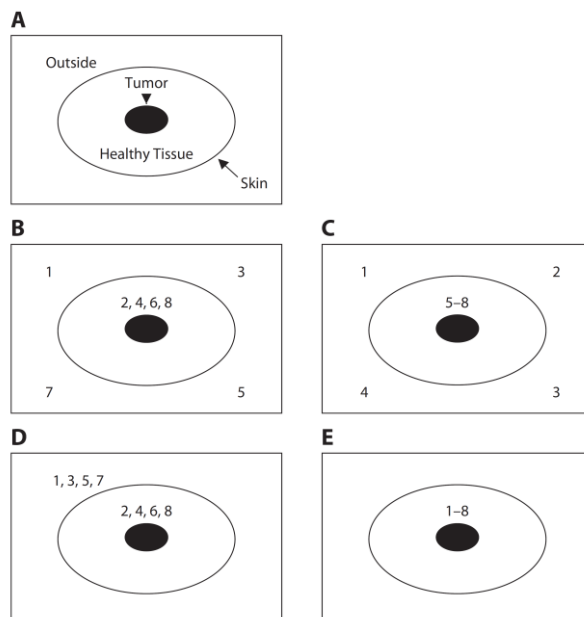 A
Outside
Tumor
Healthy Tissue
Skin
B
1 3
2, 4, 6, 8
7 5
C
1 2
5–8
4 3
D
1, 3, 5, 7
2, 4, 6, 8
E
1–8